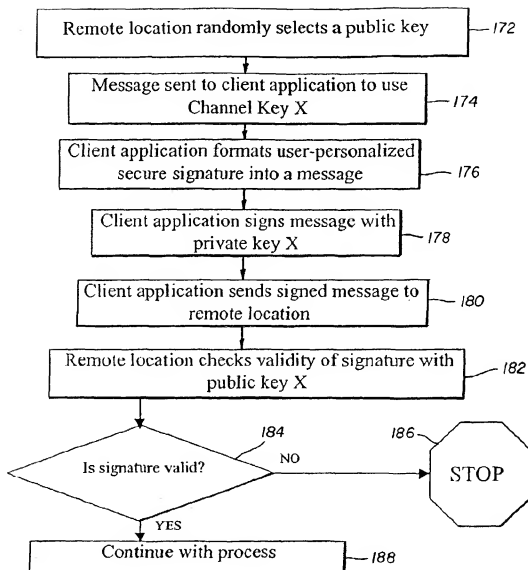 Remote location randomly selects a public key
172
Message sent to client application to use
Channel Key X
174
Client application formats user-personalized
secure signature into a message
176
Client application signs message with
private key X
178
Client application sends signed message to
remote location
180
Remote location checks validity of signature with
public key X
182
184
186
Is signature valid?
NO
STOP
YES
Continue with process
188